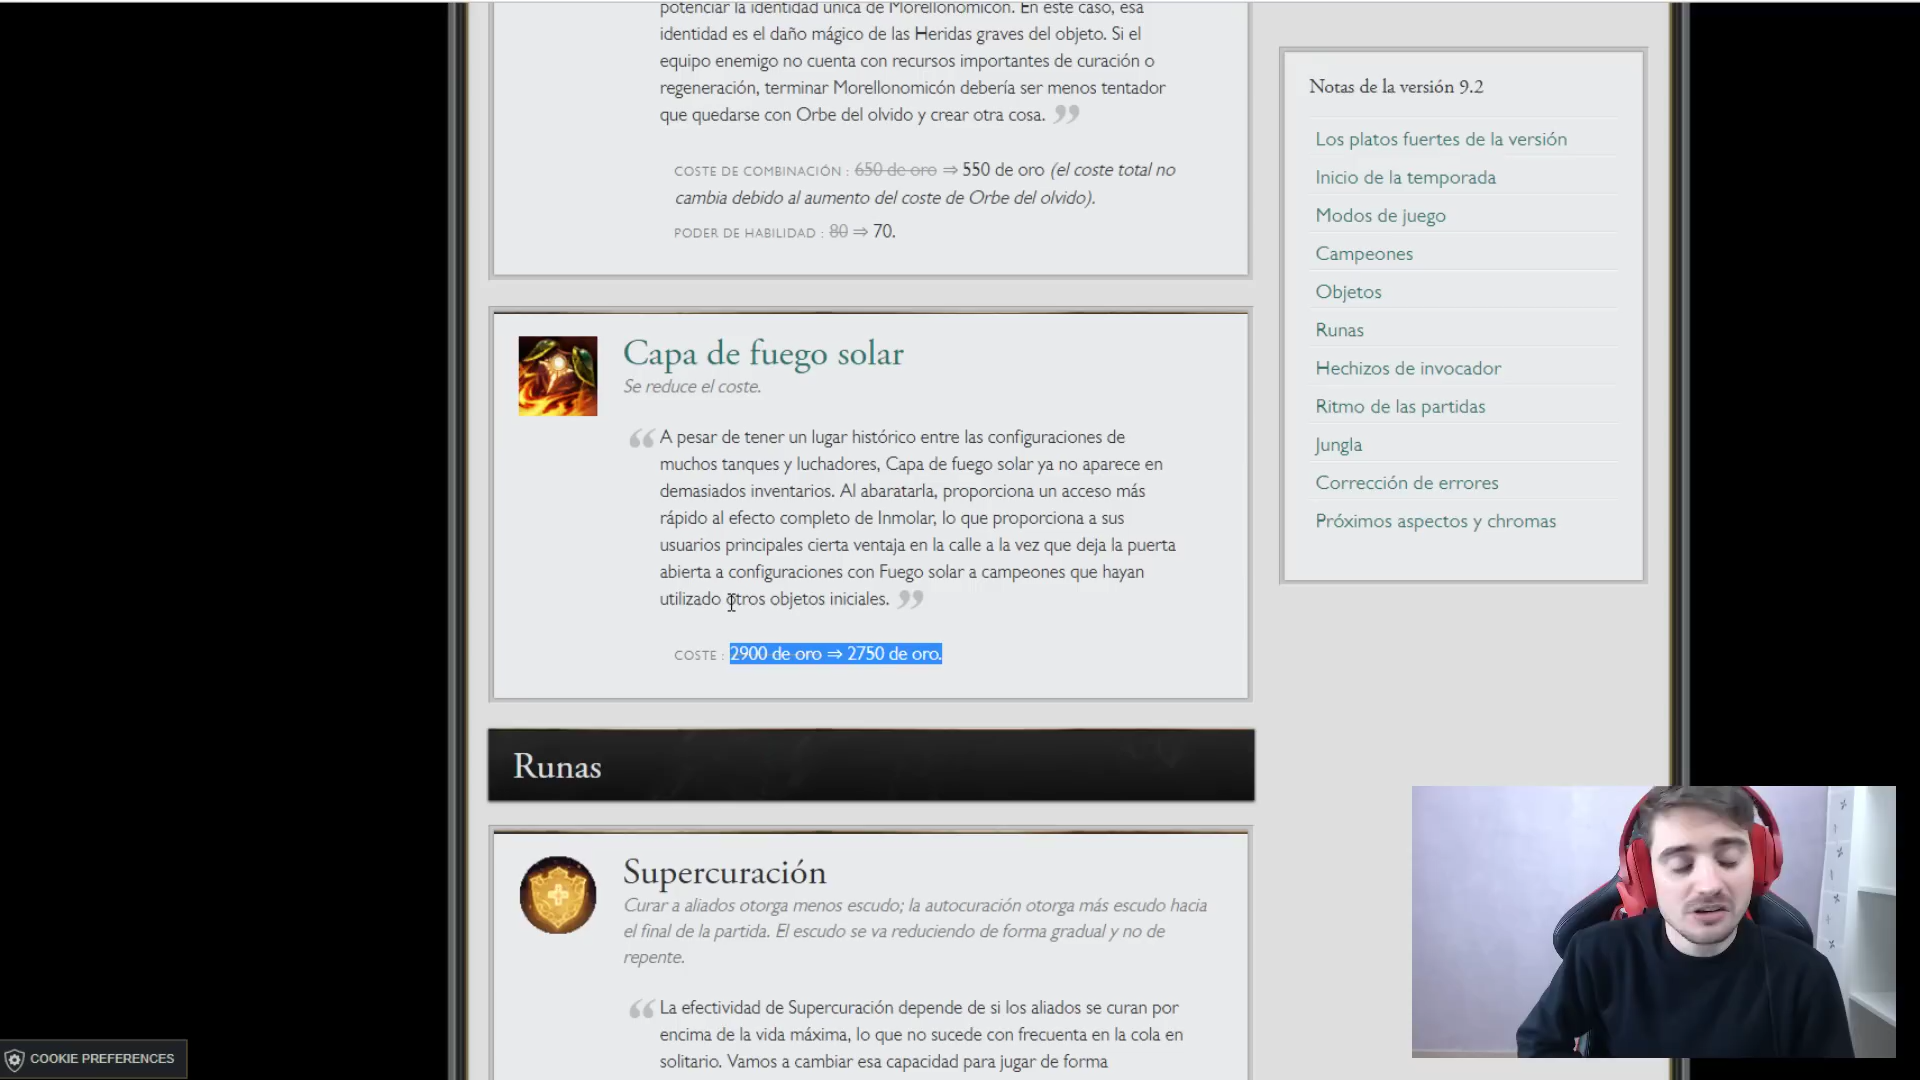 potenciar la identidad única de Morellonomicón. En este caso, esa
identidad es el daño mágico de las Heridas graves del objeto. Si el
equipo enemigo no cuenta con recursos importantes de curación o
regeneración, terminar Morellonomicón debería ser menos tentador
que quedarse con Orbe del olvido y crear otra cosa. ”
COSTE DE COMBINACIÓN : 650 de oro ⇒ 550 de oro (el coste total no
cambia debido al aumento del coste de Orbe del olvido).
PODER DE HABILIDAD : 80 ⇒ 70.
Capa de fuego solar
Se reduce el coste.
“ A pesar de tener un lugar histórico entre las configuraciones de
muchos tanques y luchadores, Capa de fuego solar ya no aparece en
demasiados inventarios. Al abaratarla, proporciona un acceso más
rápido al efecto completo de Inmolar, lo que proporciona a sus
usuarios principales cierta ventaja en la calle a la vez que deja la puerta
abierta a configuraciones con Fuego solar a campeones que hayan
utilizado otros objetos iniciales. ”
COSTE : 2900 de oro ⇒ 2750 de oro.
Runas
Supercuración
Curar a aliados otorga menos escudo; la autocuración otorga más escudo hacia
el final de la partida. El escudo se va reduciendo de forma gradual y no de
repente.
“ La efectividad de Supercuración depende de si los aliados se curan por
encima de la vida máxima, lo que no sucede con frecuenta en la cola en
solitario. Vamos a cambiar esa capacidad para jugar de forma
Notas de la versión 9.2
Los platos fuertes de la versión
Inicio de la temporada
Modos de juego
Campeones
Objetos
Runas
Hechizos de invocador
Ritmo de las partidas
Jungla
Corrección de errores
Próximos aspectos y chromas
COOKIE PREFERENCES